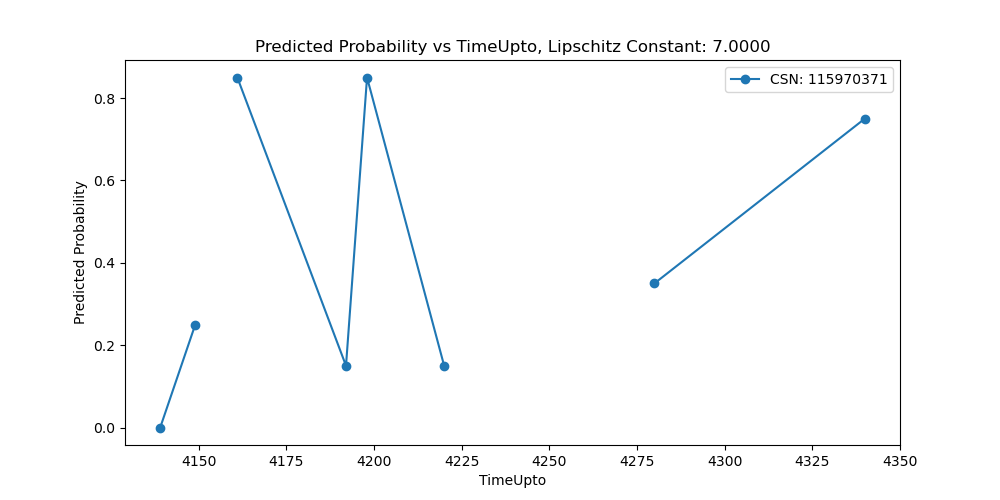 Predicted Probability vs TimeUpto, Lipschitz Constant: 7.0000
CSN: 115970371
Predicted Probability
0.8
0.6
0.4
0.2
0.0
4150 4175 4200 4225 4250 4275 4300 4325 4350
TimeUpto